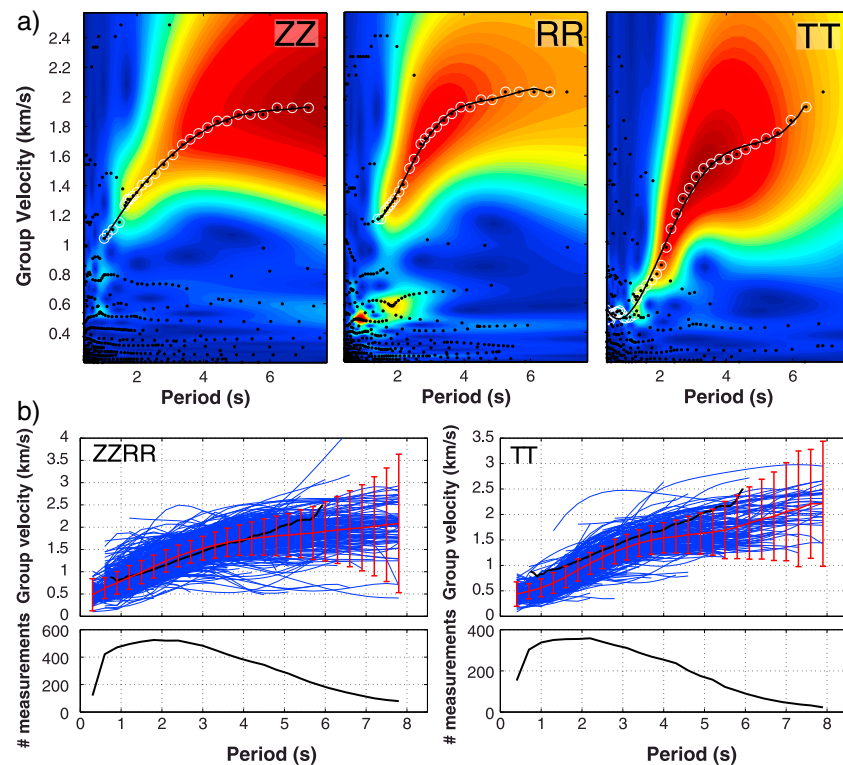 a)
ZZ
RR
TT
Group Velocity (km/s)
2.4
2.2
2
1.8
1.6
1.4
1.2
1
0.8
0.6
0.4
2 4 6
2 4 6
2 4 6
Period (s)
Period (s)
Period (s)
b)
ZZRR
Group velocity (km/s)
4
3.5
3
2.5
2
1.5
1
0.5
0
TT
Group velocity (km/s)
3.5
3
2.5
2
1.5
1
0.5
0
# measurements
600
400
200
0
0 1 2 3 4 5 6 7 8
Period (s)
# measurements
400
200
0
0 1 2 3 4 5 6 7 8
Period (s)